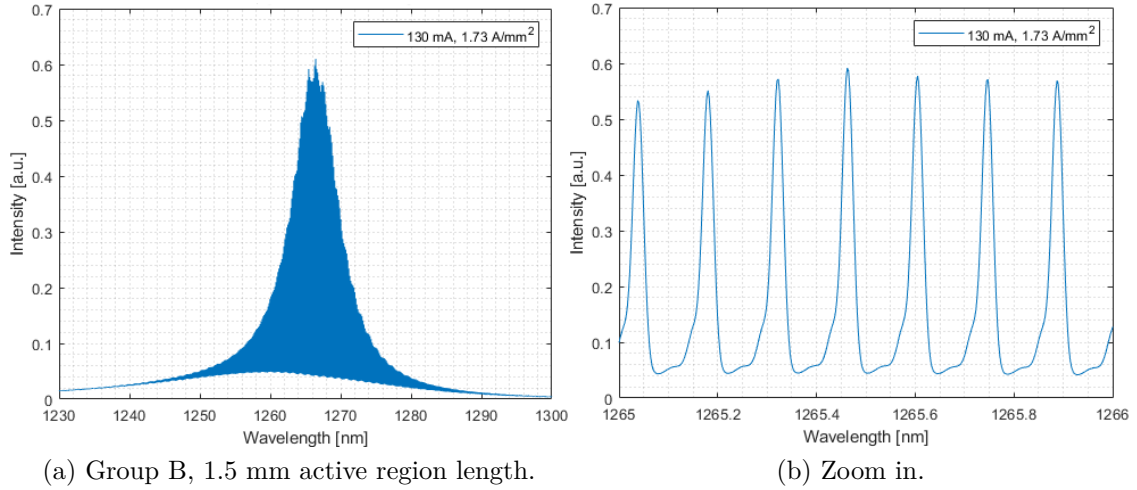 0.7
0.6
0.5
0.4
0.3
0.2
0.1
0
Intensity [a.u.]
130 mA, 1.73 A/mm²
1230 1240 1250 1260 1270 1280 1290 1300
Wavelength [nm]
(a) Group B, 1.5 mm active region length.
0.7
0.6
0.5
0.4
0.3
0.2
0.1
0
Intensity [a.u.]
130 mA, 1.73 A/mm²
1265 1265.2 1265.4 1265.6 1265.8 1266
Wavelength [nm]
(b) Zoom in.